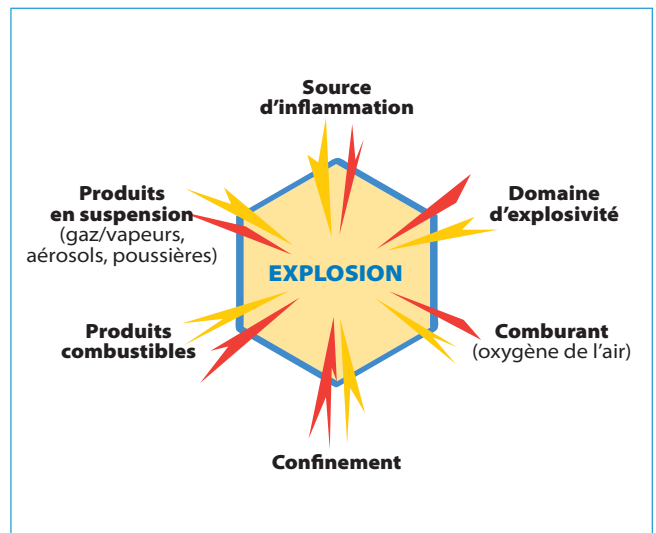 Source
d'inflammation
Produits
en suspension
(gaz/vapeurs,
aérosols, poussières)
Domaine
d'explosivité
EXPLOSION
Produits
combustibles
Comburant
(oxygène de l'air)
Confinement